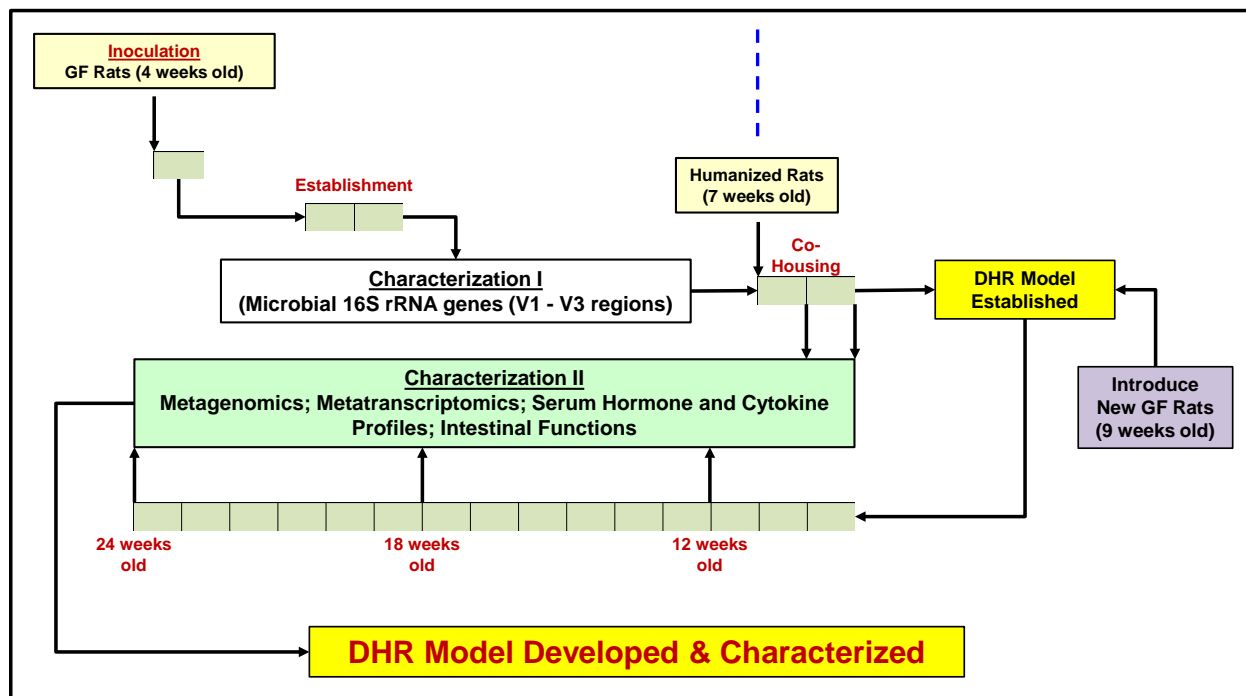 Inoculation
GF Rats (4 weeks old)
Establishment
Humanized Rats
(7 weeks old)
Co-
Housing
Characterization I
(Microbial 16S rRNA genes (V1 - V3 regions)
DHR Model
Established
Introduce
New GF Rats
(9 weeks old)
Characterization II
Metagenomics; Metatranscriptomics; Serum Hormone and Cytokine
Profiles; Intestinal Functions
24 weeks
old
18 weeks
old
12 weeks
old
DHR Model Developed & Characterized